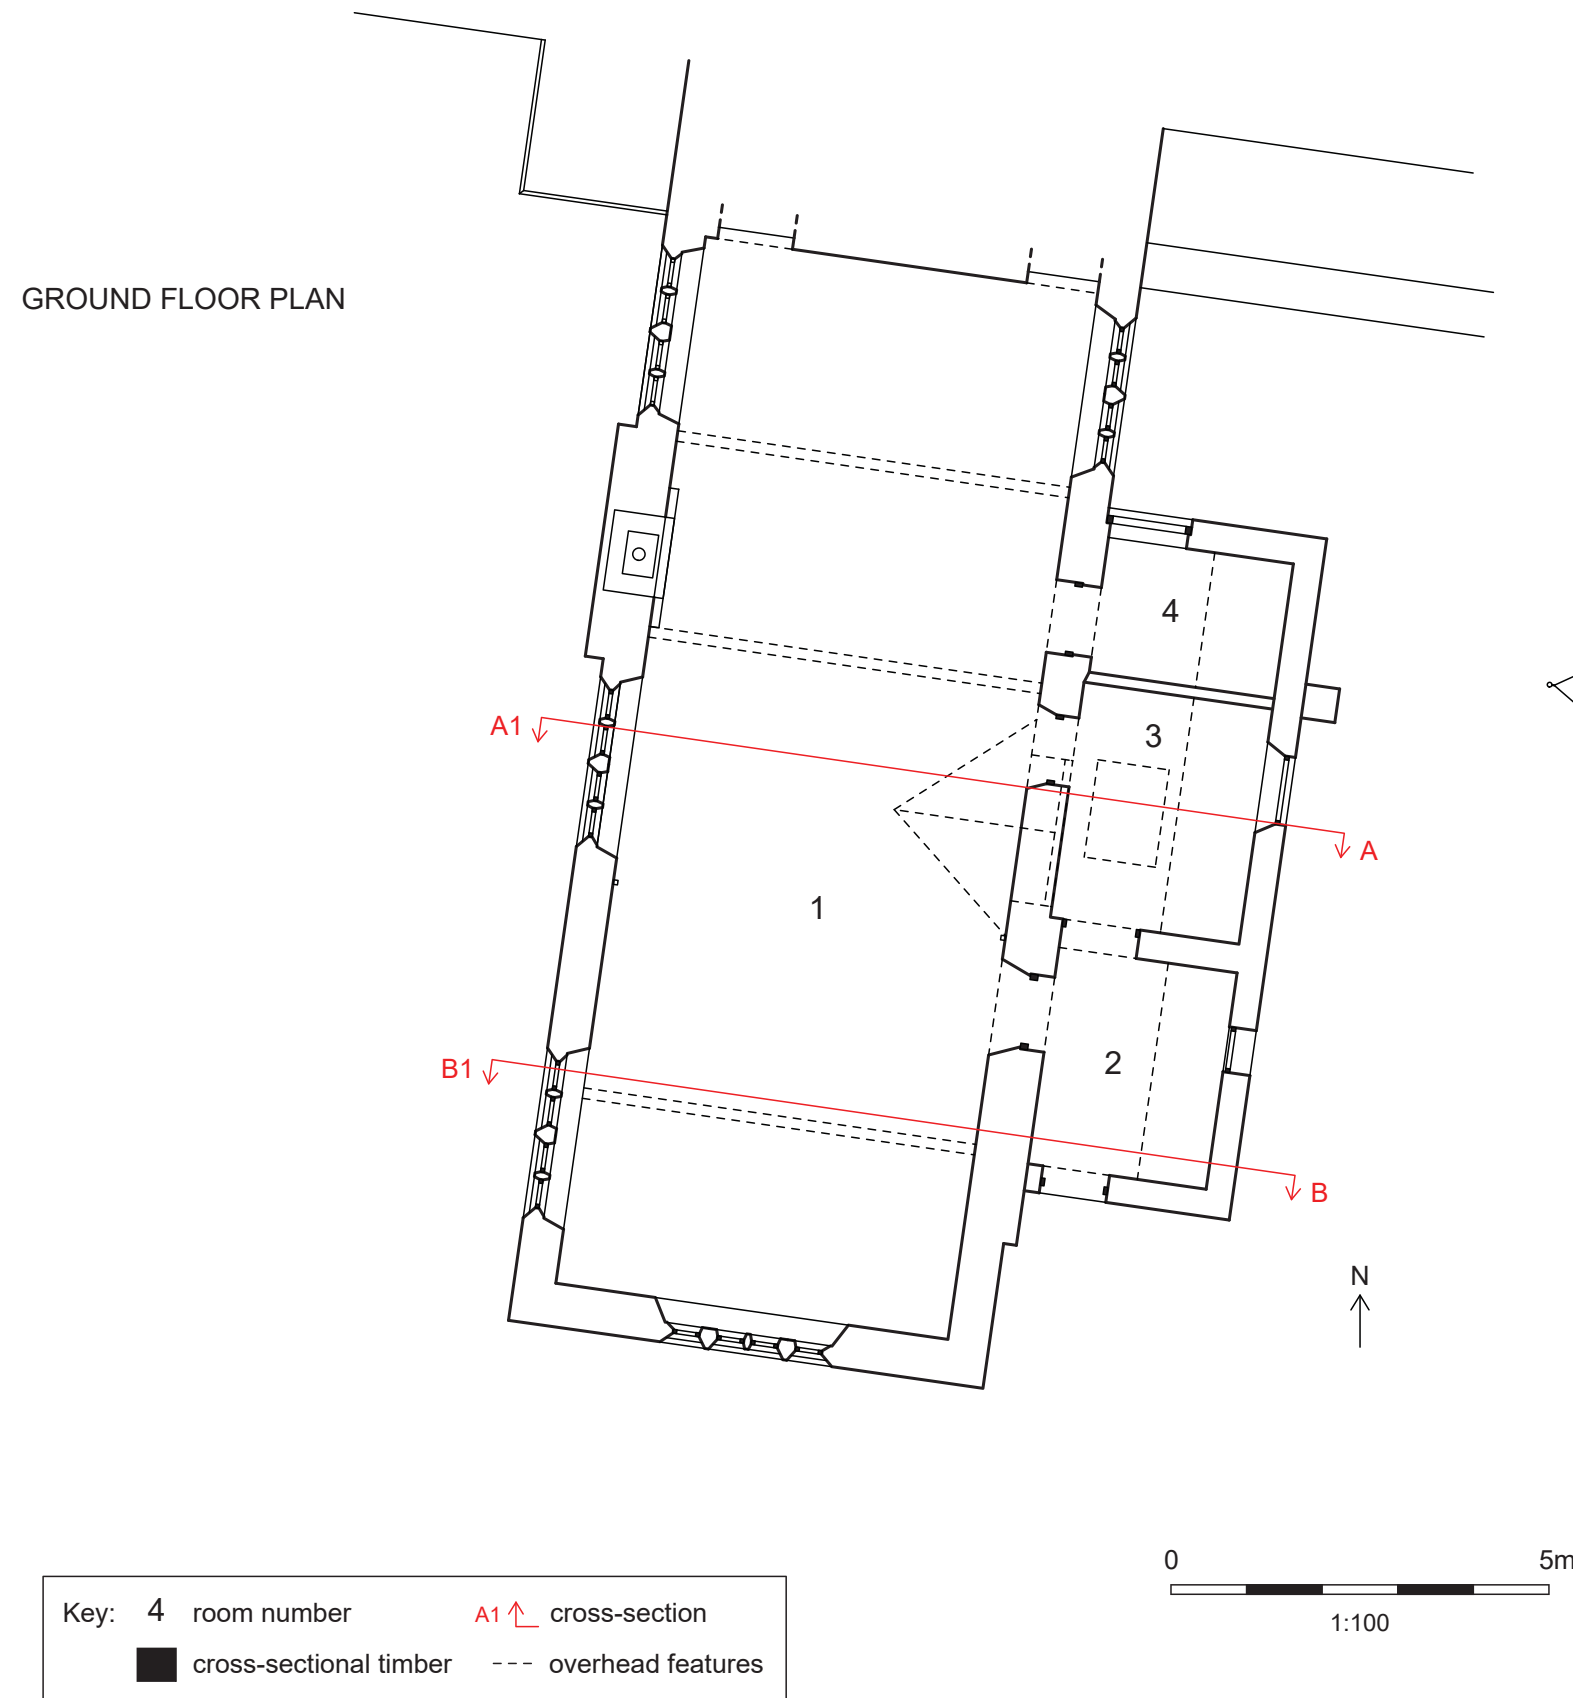 GROUND FLOOR PLAN
4
3
A1
A
1
2
B1
B
N
0 5m
1:100
Key: 4 room number A1 cross-section
cross-sectional timber overhead features